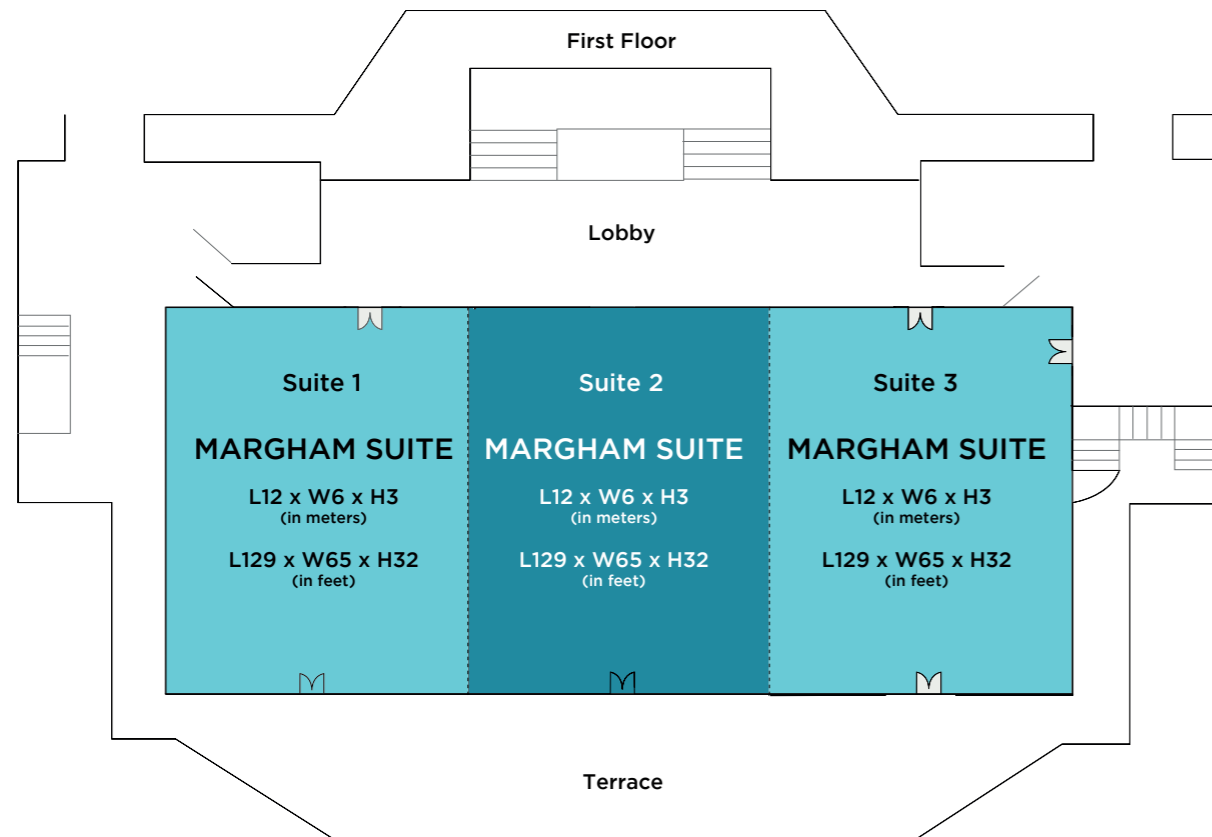 First Floor
Lobby
Suite 1
MARGHAM SUITE
L12 x W6 x H3
(in meters)
L129 x W65 x H32
(in feet)
Suite 2
MARGHAM SUITE
L12 x W6 x H3
(in meters)
L129 x W65 x H32
(in feet)
Suite 3
MARGHAM SUITE
L12 x W6 x H3
(in meters)
L129 x W65 x H32
(in feet)
Terrace